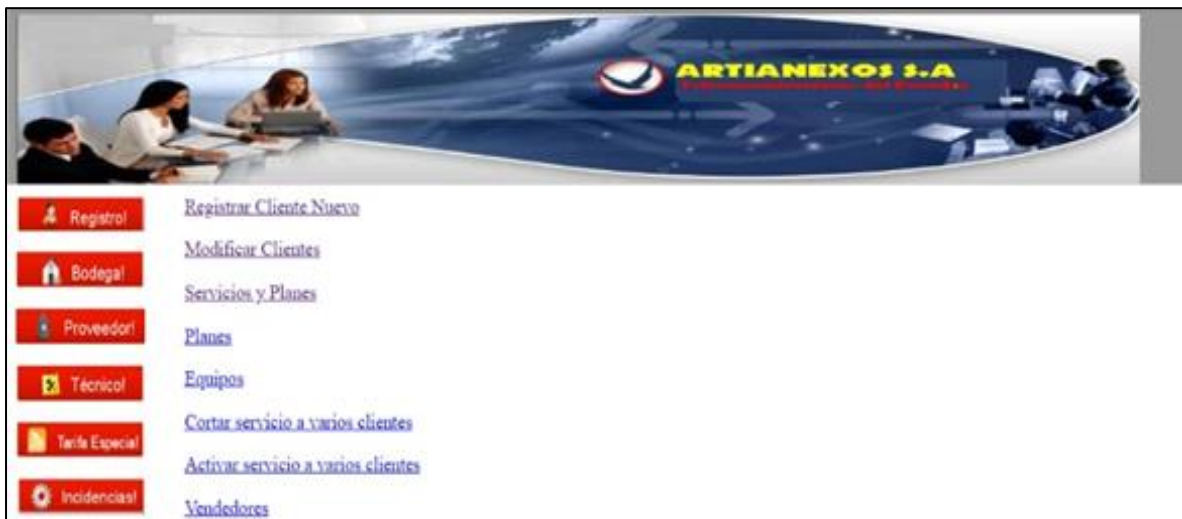 ARTIANEXOS S.A
Registro!
Bodega!
Proveedor!
Técnico!
Tarifa Especial
Incidencias!
Registrar Cliente Nuevo
Modificar Clientes
Servicios y Planes
Planes
Equipos
Cortar servicio a varios clientes
Activar servicio a varios clientes
Vendedores